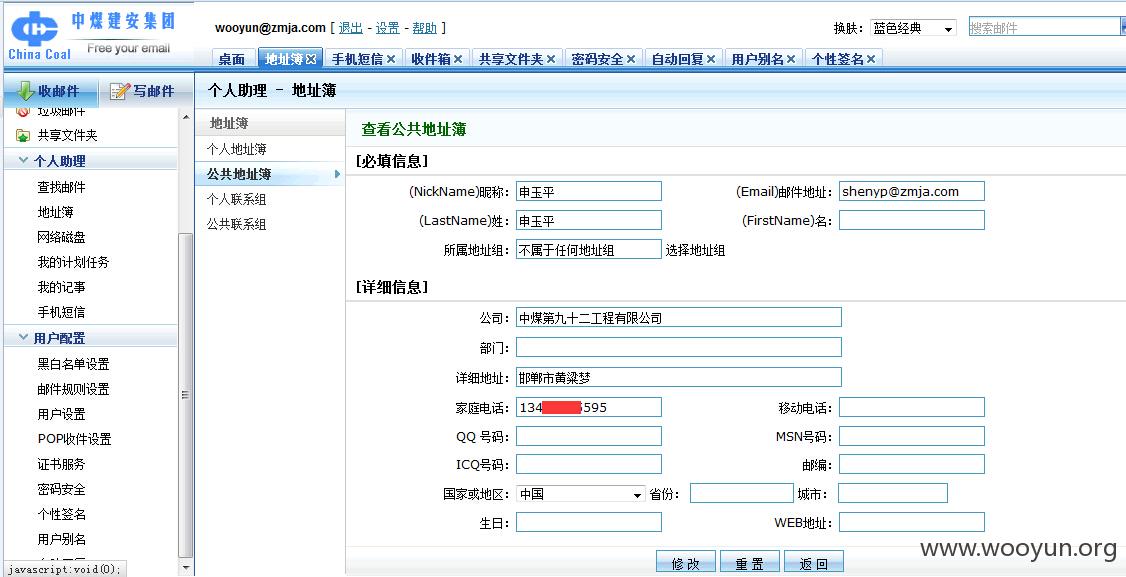 中煤建安集团
China Coal Free your email
wooyun@zmja.com [ 退出 - 设置 - 帮助 ]
换肤: 蓝色经典 搜索邮件
桌面 地址簿 手机短信 收件箱 共享文件夹 密码安全 自动回复 用户别名 个性签名
收邮件 写邮件
个人助理 - 地址簿
垃圾邮件
共享文件夹
个人助理
查找邮件
地址簿
网络磁盘
我的计划任务
我的记事
手机短信
用户配置
黑白名单设置
邮件规则设置
用户设置
POP收件设置
证书服务
密码安全
个性签名
用户别名
javascript:void(0);
地址簿
个人地址簿
公共地址簿
个人联系组
公共联系组
查看公共地址簿
[必填信息]
(NickName)昵称: 申玉平 (Email)邮件地址: shenyp@zmja.com
(LastName)姓: 申玉平 (FirstName)名:
所属地址组: 不属于任何地址组 选择地址组
[详细信息]
公司: 中煤第九十二工程有限公司
部门:
详细地址: 邯郸市黄粱梦
家庭电话: 134 595 移动电话:
QQ 号码: MSN号码:
ICQ号码: 邮编:
国家或地区: 中国 省份: 城市:
生日: WEB地址:
修改 重置 返回
www.wooyun.org